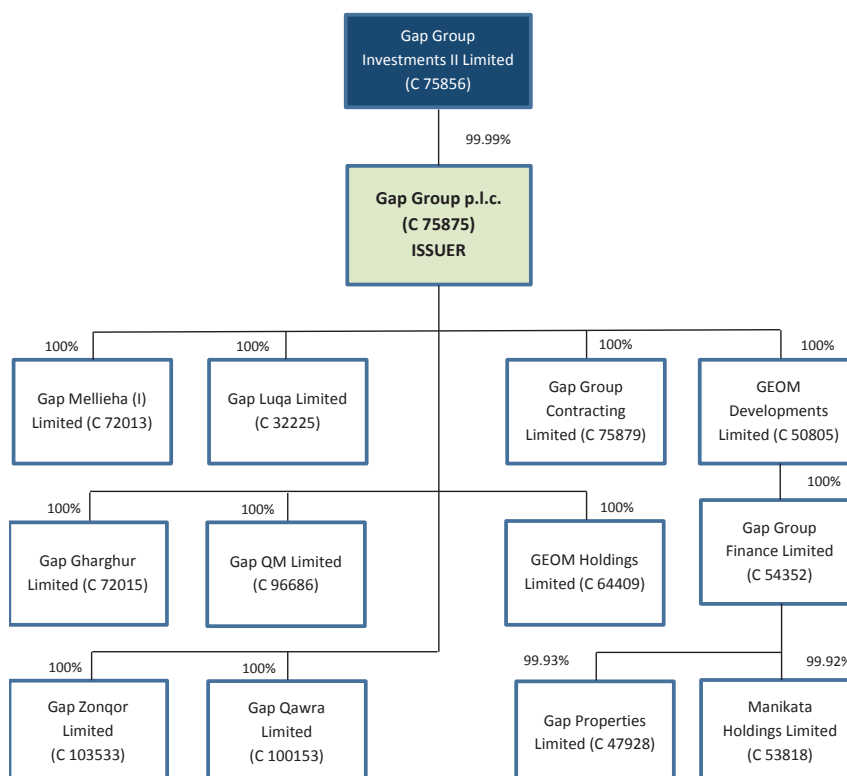 Gap Group
Investments II Limited
(C 75856)
99.99%
Gap Group p.l.c.
(C 75875)
ISSUER
100%
100%
100%
100%
Gap Mellieha (I)
Limited (C 72013)
Gap Luqa Limited
(C 32225)
Gap Group
Contracting
Limited (C 75879)
GEOM
Developments
Limited (C 50805)
100%
100%
100%
100%
Gap Gharghur
Limited (C 72015)
Gap QM Limited
(C 96686)
GEOM Holdings
Limited (C 64409)
Gap Group
Finance Limited
(C 54352)
100%
100%
99.93%
99.92%
Gap Zonqor
Limited
(C 103533)
Gap Qawra
Limited
(C 100153)
Gap Properties
Limited (C 47928)
Manikata
Holdings Limited
(C 53818)